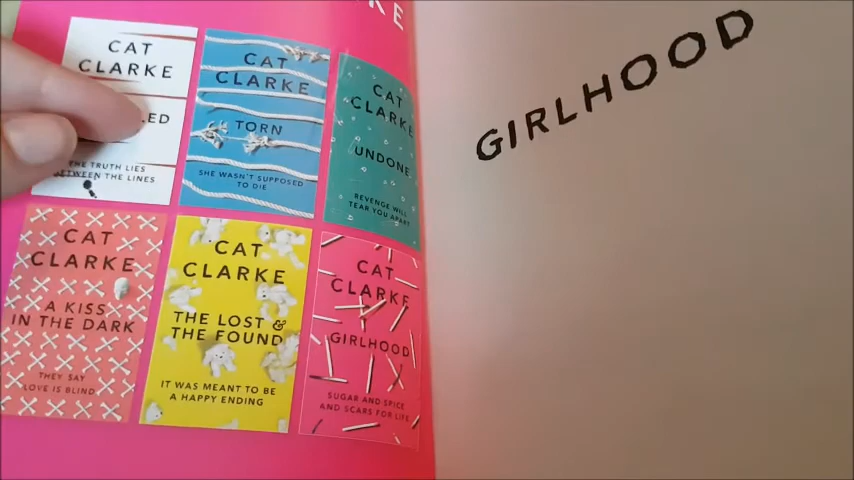 KE
CAT
CLARKE
ED
THE TRUTH LIES
BETWEEN THE LINES
CAT
CLARKE
TORN
SHE WASN'T SUPPOSED
TO DIE
CAT
CLARKE
UNDONE
REVENGE WILL
TEAR YOU APART
CAT
CLARKE
A KISS
IN THE DARK
THEY SAY
LOVE IS BLIND
CAT
CLARKE
THE LOST &
THE FOUND
IT WAS MEANT TO BE
A HAPPY ENDING
CAT
CLARKE
GIRLHOOD
SUGAR AND SPICE
AND SCARS FOR LIFE
GIRLHOOD